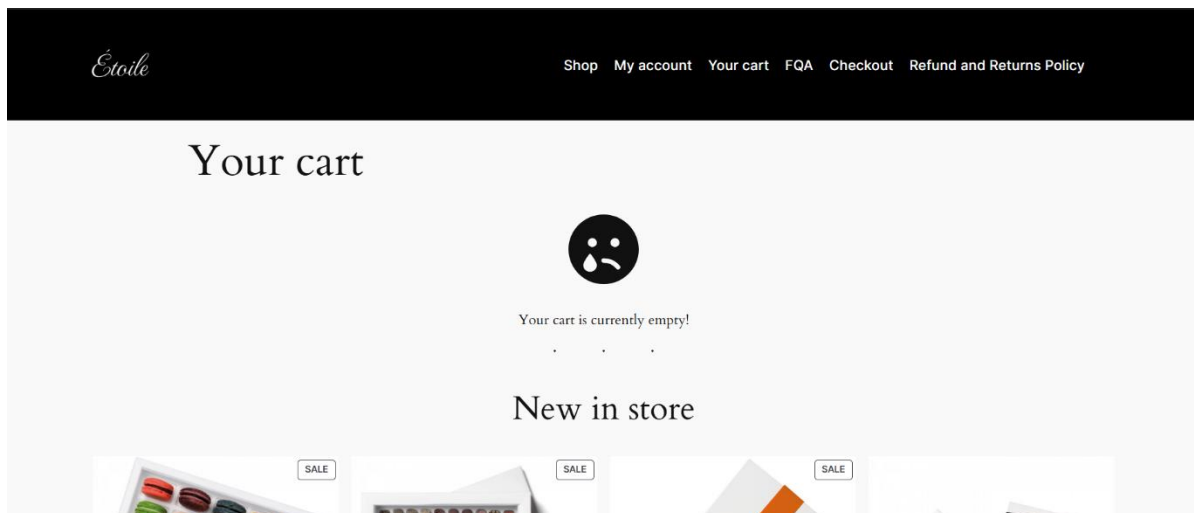 Étoile
Shop My account Your cart FQA Checkout Refund and Returns Policy
Your cart
Your cart is currently empty!
New in store
SALE SALE SALE